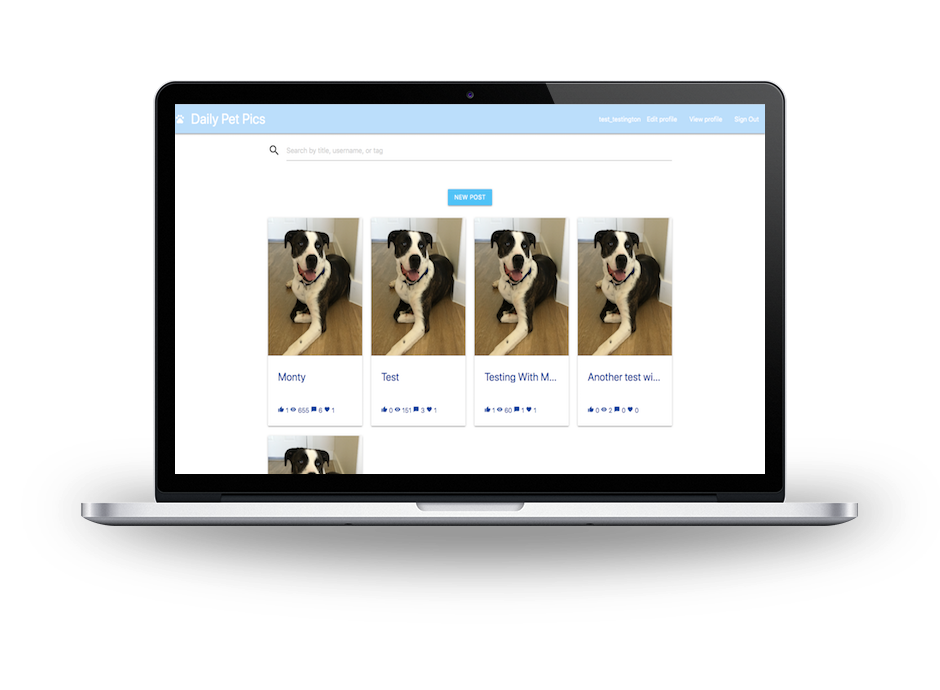 Daily Pet Pics
test_testington Edit profile View profile Sign Out
Search by title, username, or tag
NEW POST
Monty
1 655 6 1
Test
0 151 3 1
Testing With M...
1 60 1 1
Another test wi...
0 2 0 0